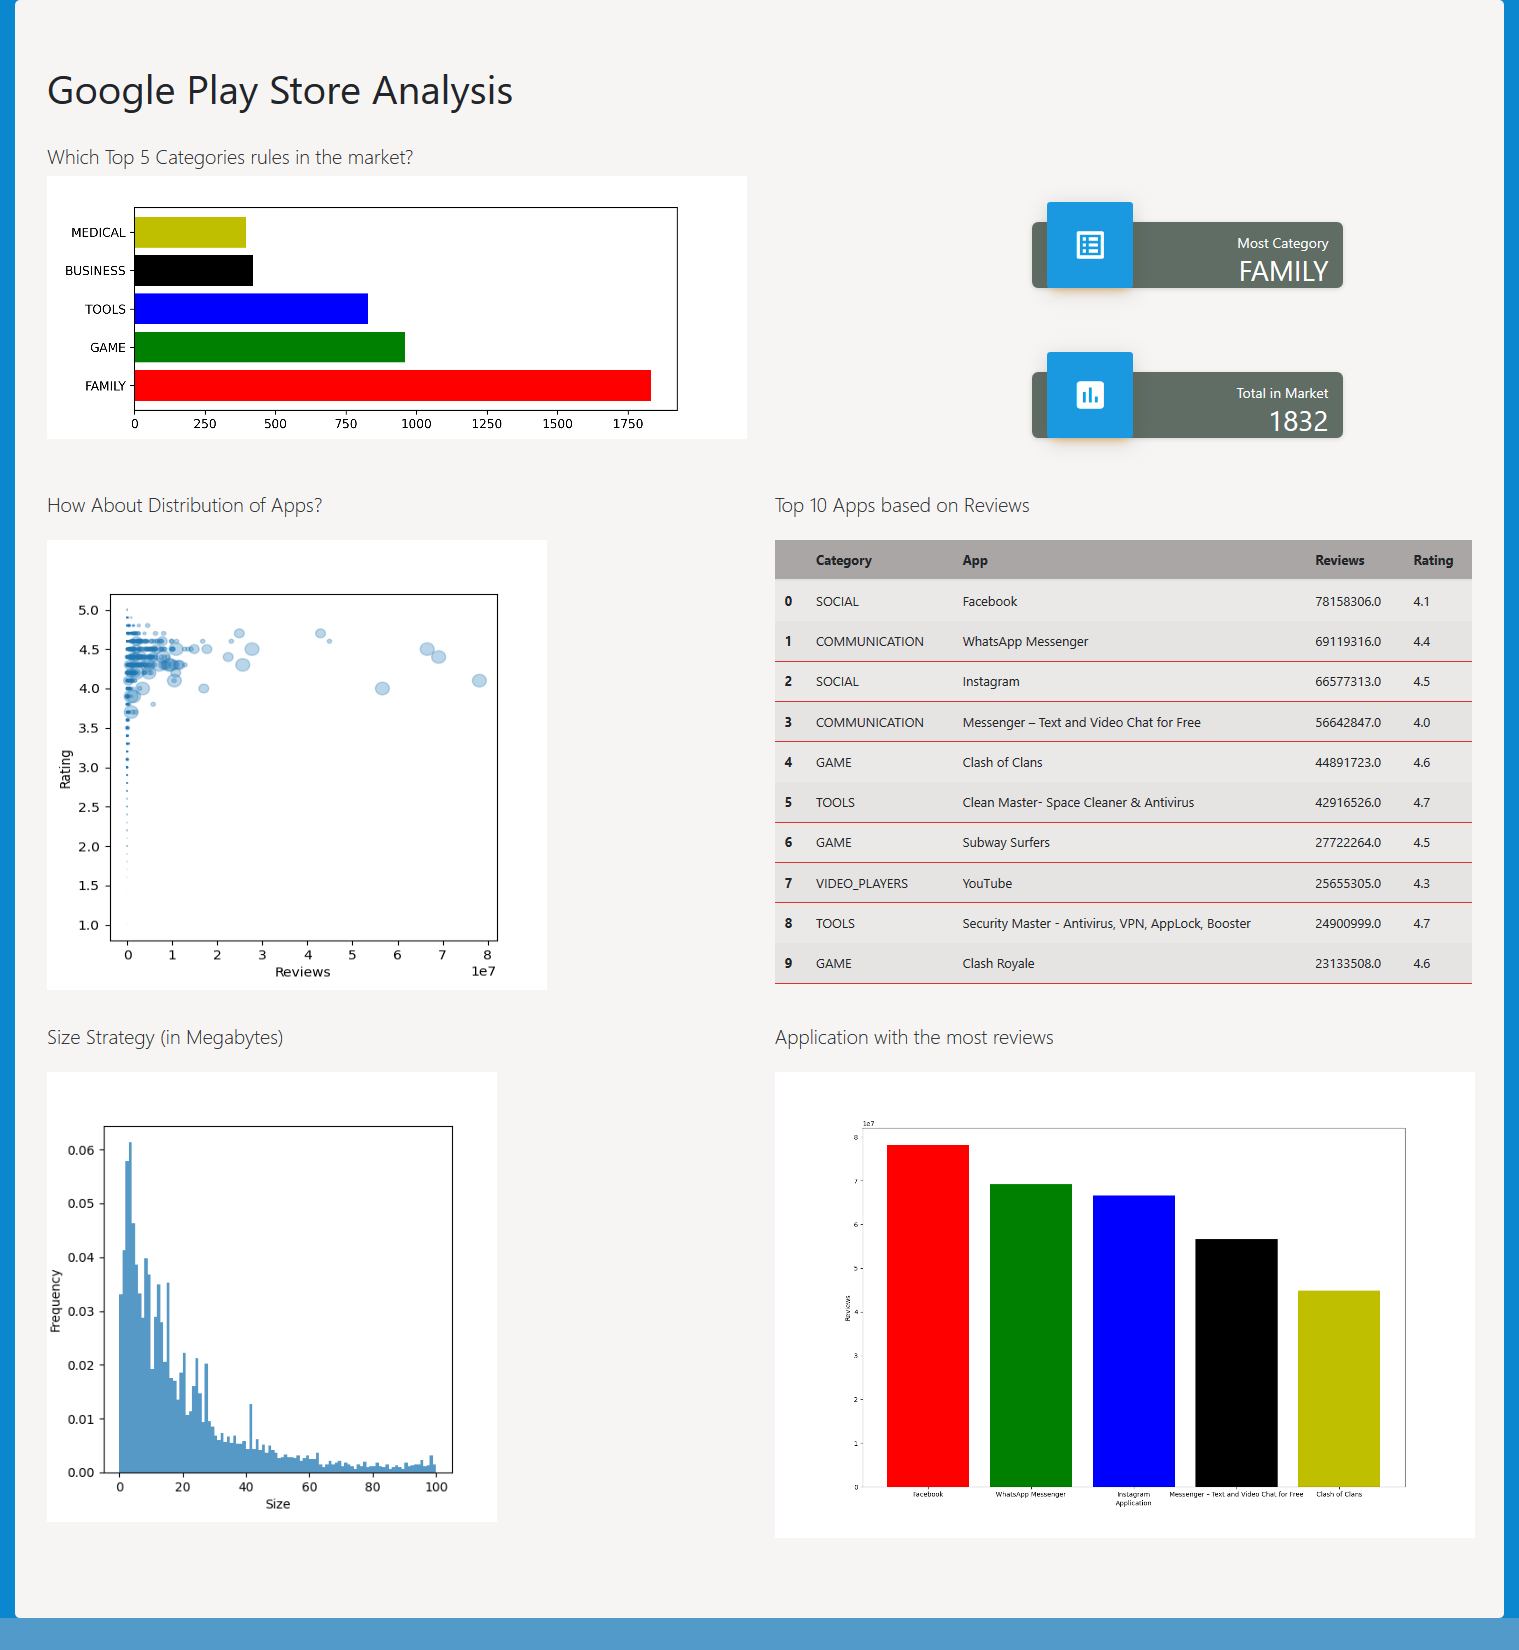 Google Play Store Analysis
Which Top 5 Categories rules in the market?
MEDICAL
BUSINESS
TOOLS
GAME
FAMILY
0 250 500 750 1000 1250 1500 1750
Most Category
FAMILY
Total in Market
1832
How About Distribution of Apps?
5.0
4.5
4.0
3.5
3.0
2.5
2.0
1.5
1.0
Rating
0 1 2 3 4 5 6 7 8
Reviews
1e7
Top 10 Apps based on Reviews
Category App Reviews Rating
0 SOCIAL Facebook 78158306.0 4.1
1 COMMUNICATION WhatsApp Messenger 69119316.0 4.4
2 SOCIAL Instagram 66577313.0 4.5
3 COMMUNICATION Messenger – Text and Video Chat for Free 56642847.0 4.0
4 GAME Clash of Clans 44891723.0 4.6
5 TOOLS Clean Master- Space Cleaner & Antivirus 42916526.0 4.7
6 GAME Subway Surfers 27722264.0 4.5
7 VIDEO_PLAYERS YouTube 25655305.0 4.3
8 TOOLS Security Master - Antivirus, VPN, AppLock, Booster 24900999.0 4.7
9 GAME Clash Royale 23133508.0 4.6
Size Strategy (in Megabytes)
0.06
0.05
0.04
0.03
0.02
0.01
0.00
Frequency
0 20 40 60 80 100
Size
Application with the most reviews
1e7
8
7
6
5
4
3
2
1
0
Reviews
Facebook WhatsApp Messenger Instagram Messenger – Text and Video Chat for Free Clash of Clans
Application